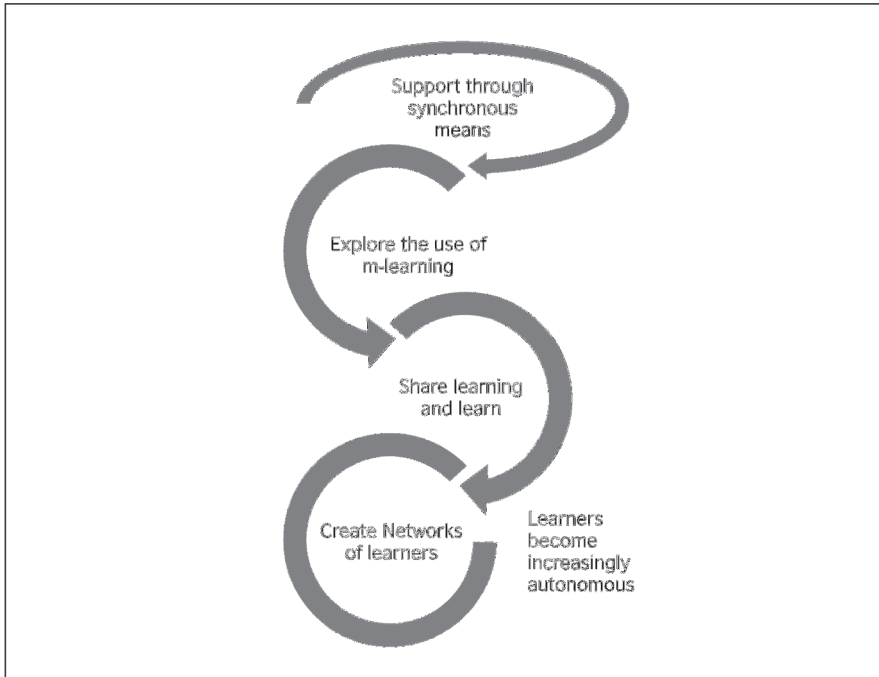 Support through
synchronous
means
Explore the use of
m-learning
Share learning
and learn
Create Networks
of learners
Learners
become
increasingly
autonomous